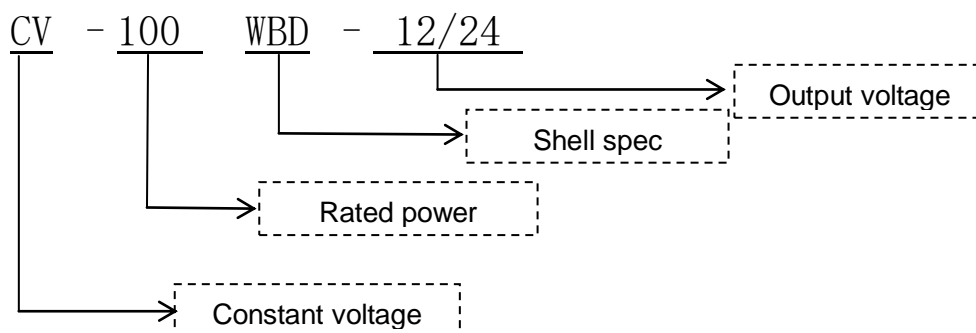 CV - 100 WBD - 12/24
Output voltage
Shell spec
Rated power
Constant voltage